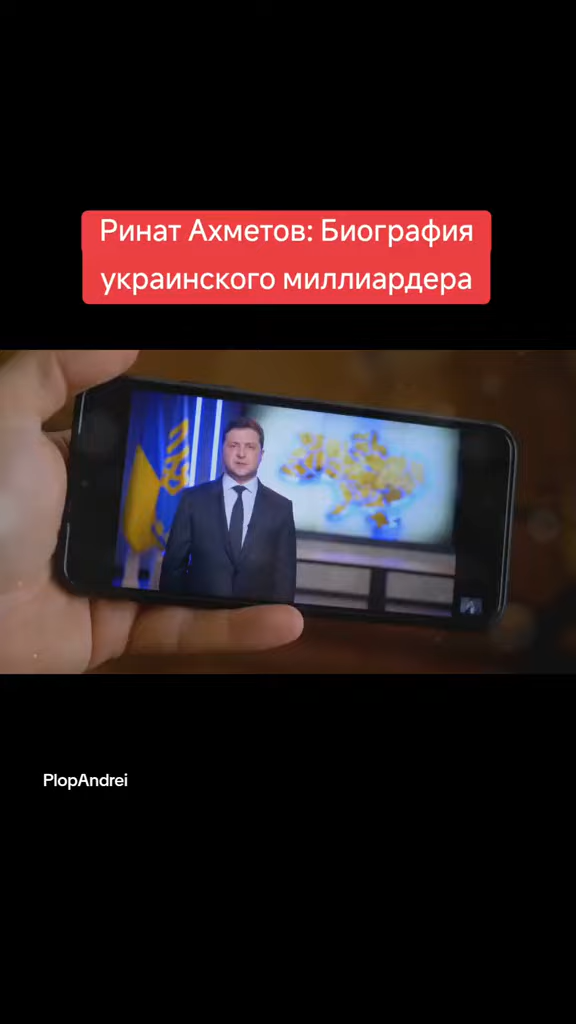 Ринат Ахметов: Биография
украинского миллиардера
PlopAndrei